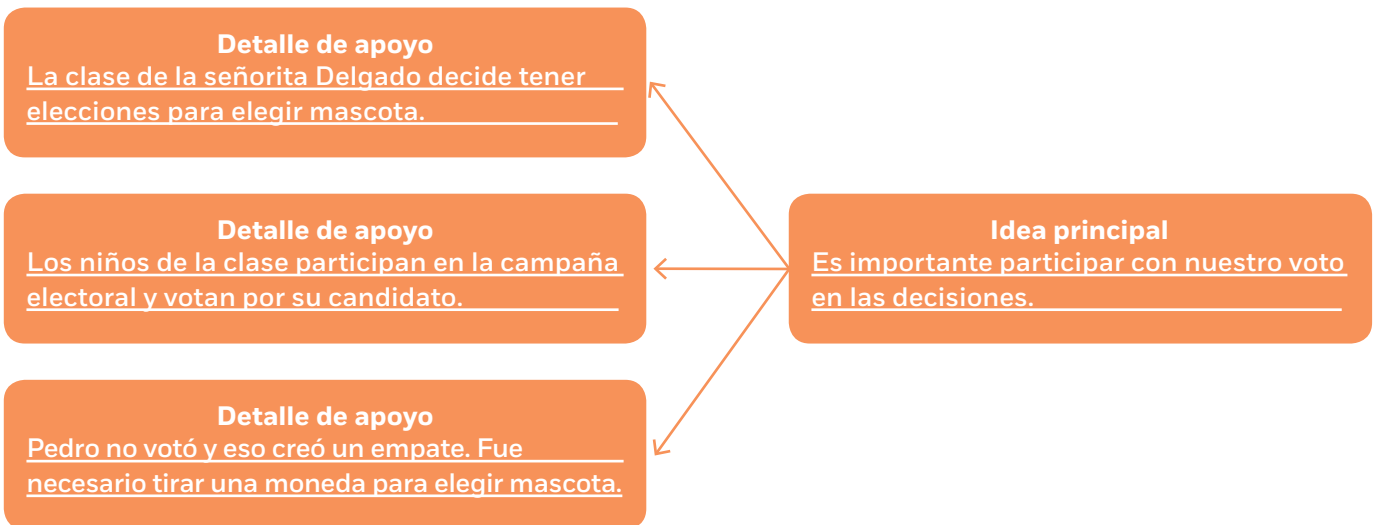 Detalle de apoyo
La clase de la señorita Delgado decide tener
elecciones para elegir mascota.
Detalle de apoyo
Los niños de la clase participan en la campaña
electoral y votan por su candidato.
Idea principal
Es importante participar con nuestro voto
en las decisiones.
Detalle de apoyo
Pedro no votó y eso creó un empate. Fue
necesario tirar una moneda para elegir mascota.